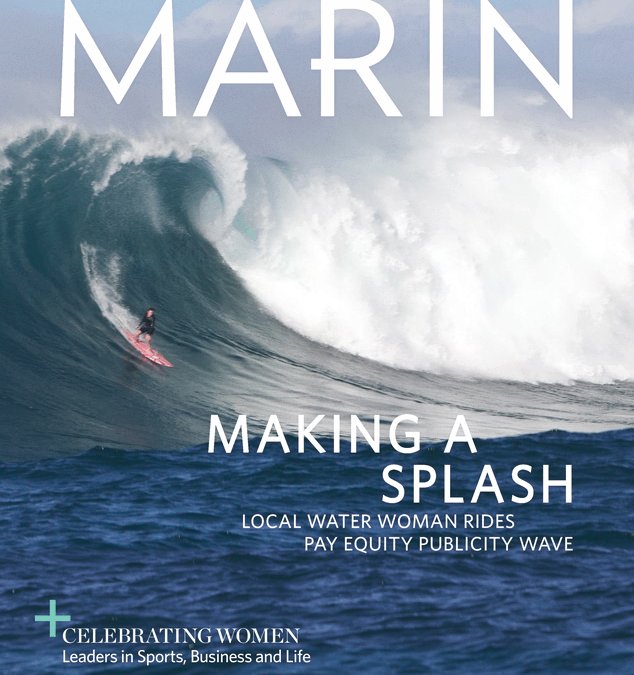 MARIN
MAKING A
SPLASH
LOCAL WATER WOMAN RIDES
PAY EQUITY PUBLICITY WAVE
+
CELEBRATING WOMEN
Leaders in Sports, Business and Life